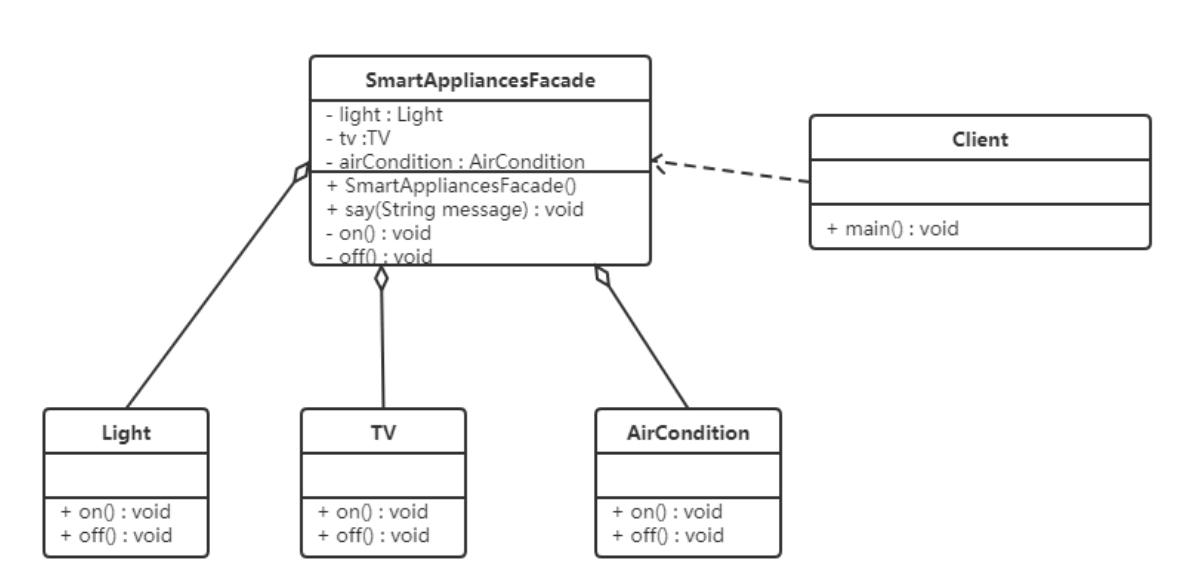 SmartAppliancesFacade
- light : Light
- tv :TV
- airCondition : AirCondition
+ SmartAppliancesFacade()
+ say(String message) : void
- on() : void
- off() : void
Client
+ main() : void
Light
+ on() : void
+ off() : void
TV
+ on() : void
+ off() : void
AirCondition
+ on() : void
+ off() : void